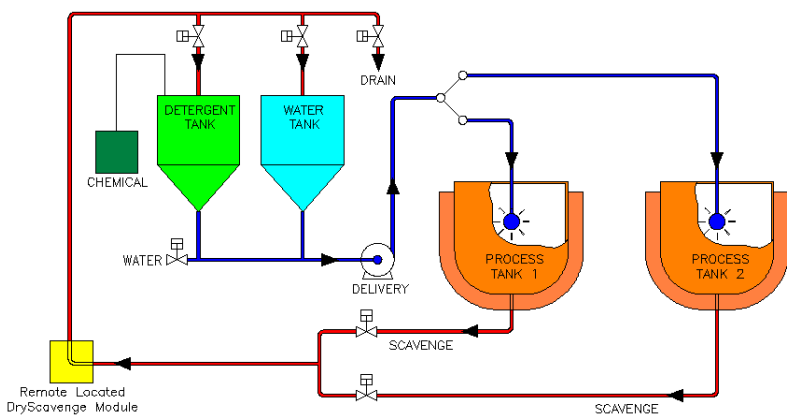 DRAIN
DETERGENT
TANK
WATER
TANK
CHEMICAL
WATER
DELIVERY
PROCESS
TANK 1
PROCESS
TANK 2
SCAVENGE
SCAVENGE
Remote Located
DryScavenge Module